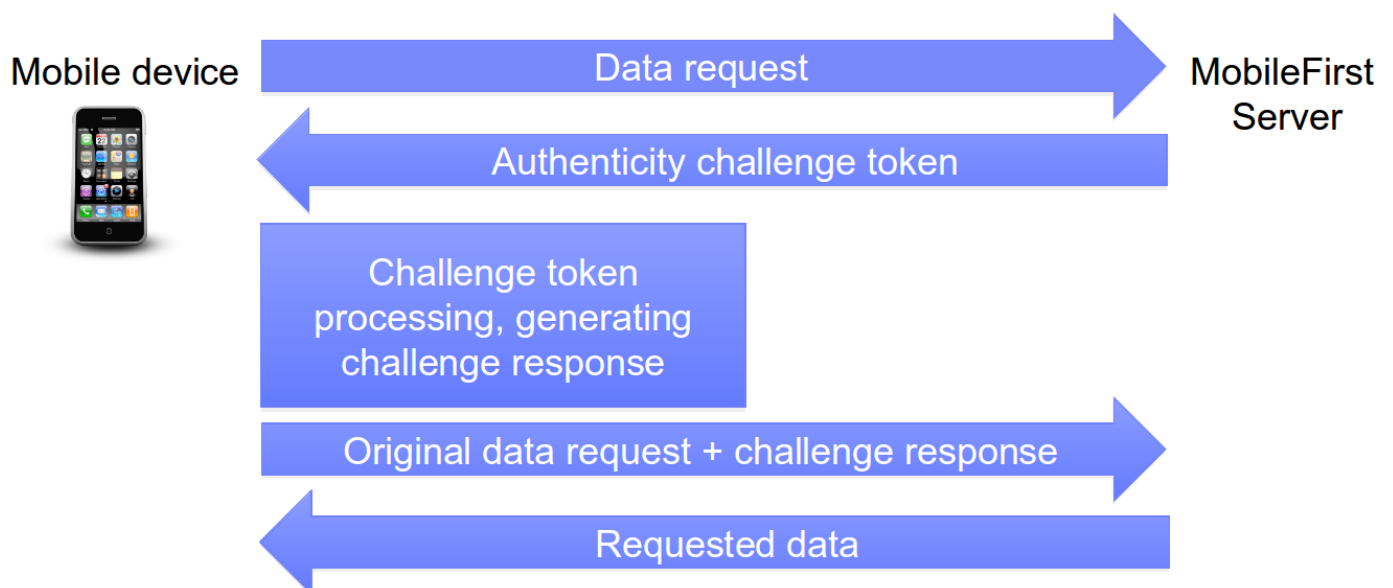 Data request
Mobile device
MobileFirst
Server
Authenticity challenge token
Challenge token
processing, generating
challenge response
Original data request + challenge response
Requested data